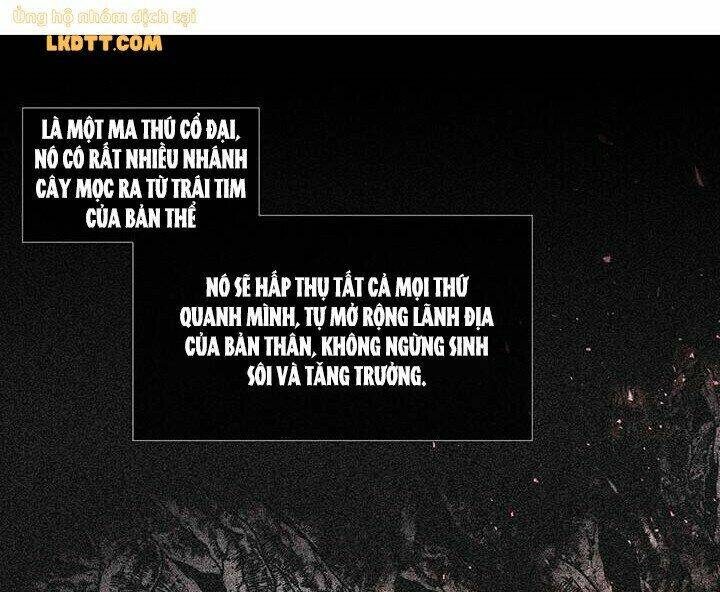 Ủng hộ nhóm dịch tại
LKDTT.COM
LÀ MỘT MA THÚ CỔ ĐẠI,
NÓ CÓ RẤT NHIỀU NHÁNH
CÂY MỌC RA TỪ TRÁI TIM
CỦA BẢN THỂ
NÓ SẼ HẤP THỤ TẤT CẢ MỌI THỨ
QUANH MÌNH, TỰ MỞ RỘNG LÃNH ĐỊA
CỦA BẢN THÂN, KHÔNG NGỪNG SINH
SÔI VÀ TĂNG TRƯỞNG.